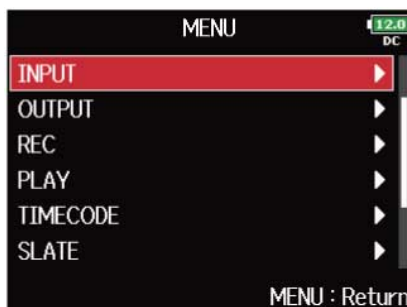 MENU
12.0
DC
INPUT
OUTPUT
REC
PLAY
TIMECODE
SLATE
MENU : Return